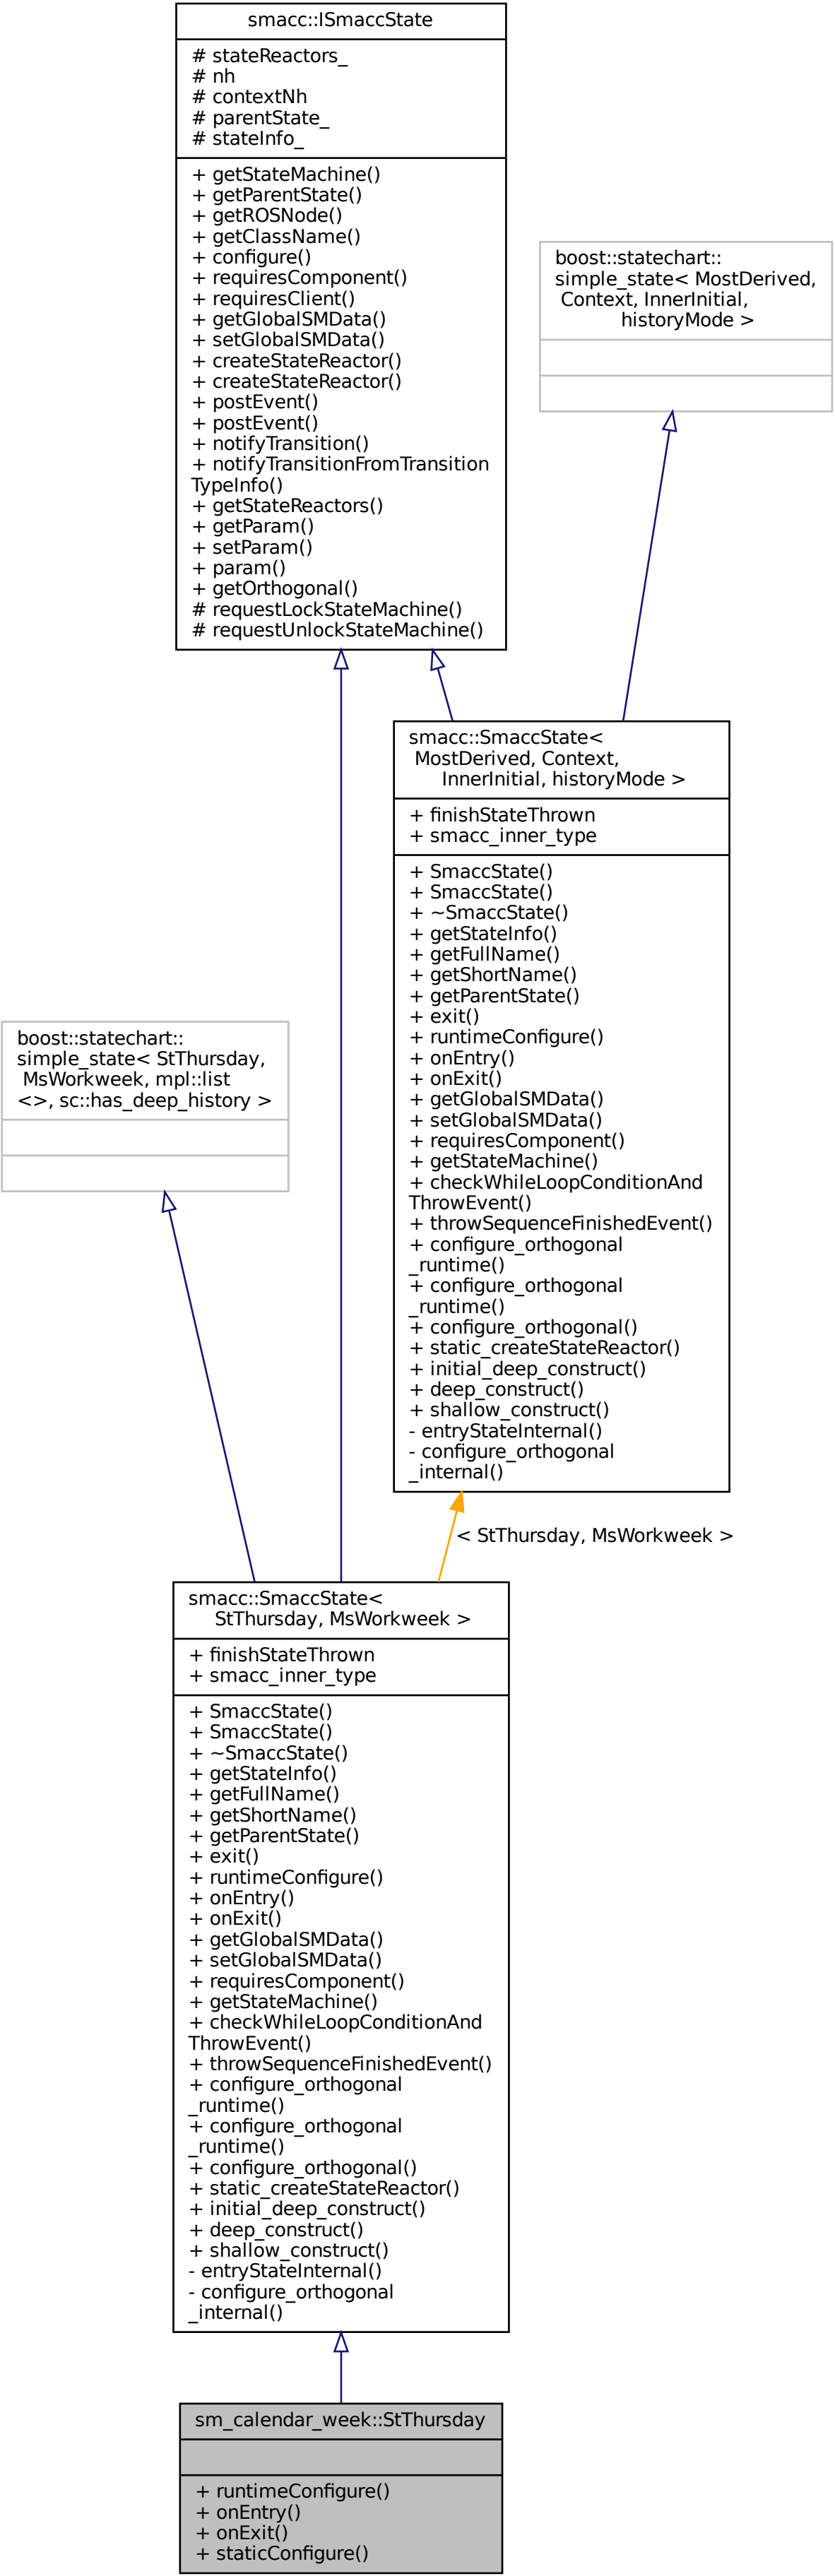 smacc::ISmaccState
# stateReactors_
# nh
# contextNh
# parentState_
# stateInfo_
+ getStateMachine()
+ getParentState()
+ getROSNode()
+ getClassName()
+ configure()
+ requiresComponent()
+ requiresClient()
+ getGlobalSMData()
+ setGlobalSMData()
+ createStateReactor()
+ createStateReactor()
+ postEvent()
+ postEvent()
+ notifyTransition()
+ notifyTransitionFromTransition
TypeInfo()
+ getStateReactors()
+ getParam()
+ setParam()
+ param()
+ getOrthogonal()
# requestLockStateMachine()
# requestUnlockStateMachine()
boost::statechart::
simple_state< MostDerived,
Context, InnerInitial,
historyMode >
smacc::SmaccState<
MostDerived, Context,
InnerInitial, historyMode >
+ finishStateThrown
+ smacc_inner_type
+ SmaccState()
+ SmaccState()
+ ~SmaccState()
+ getStateInfo()
+ getFullName()
+ getShortName()
+ getParentState()
+ exit()
+ runtimeConfigure()
+ onEntry()
+ onExit()
+ getGlobalSMData()
+ setGlobalSMData()
+ requiresComponent()
+ getStateMachine()
+ checkWhileLoopConditionAnd
ThrowEvent()
+ throwSequenceFinishedEvent()
+ configure_orthogonal
_runtime()
+ configure_orthogonal
_runtime()
+ configure_orthogonal()
+ static_createStateReactor()
+ initial_deep_construct()
+ deep_construct()
+ shallow_construct()
- entryStateInternal()
- configure_orthogonal
_internal()
boost::statechart::
simple_state< StThursday,
MsWorkweek, mpl::list
<>, sc::has_deep_history >
< StThursday, MsWorkweek >
smacc::SmaccState<
StThursday, MsWorkweek >
+ finishStateThrown
+ smacc_inner_type
+ SmaccState()
+ SmaccState()
+ ~SmaccState()
+ getStateInfo()
+ getFullName()
+ getShortName()
+ getParentState()
+ exit()
+ runtimeConfigure()
+ onEntry()
+ onExit()
+ getGlobalSMData()
+ setGlobalSMData()
+ requiresComponent()
+ getStateMachine()
+ checkWhileLoopConditionAnd
ThrowEvent()
+ throwSequenceFinishedEvent()
+ configure_orthogonal
_runtime()
+ configure_orthogonal
_runtime()
+ configure_orthogonal()
+ static_createStateReactor()
+ initial_deep_construct()
+ deep_construct()
+ shallow_construct()
- entryStateInternal()
- configure_orthogonal
_internal()
sm_calendar_week::StThursday
+ runtimeConfigure()
+ onEntry()
+ onExit()
+ staticConfigure()